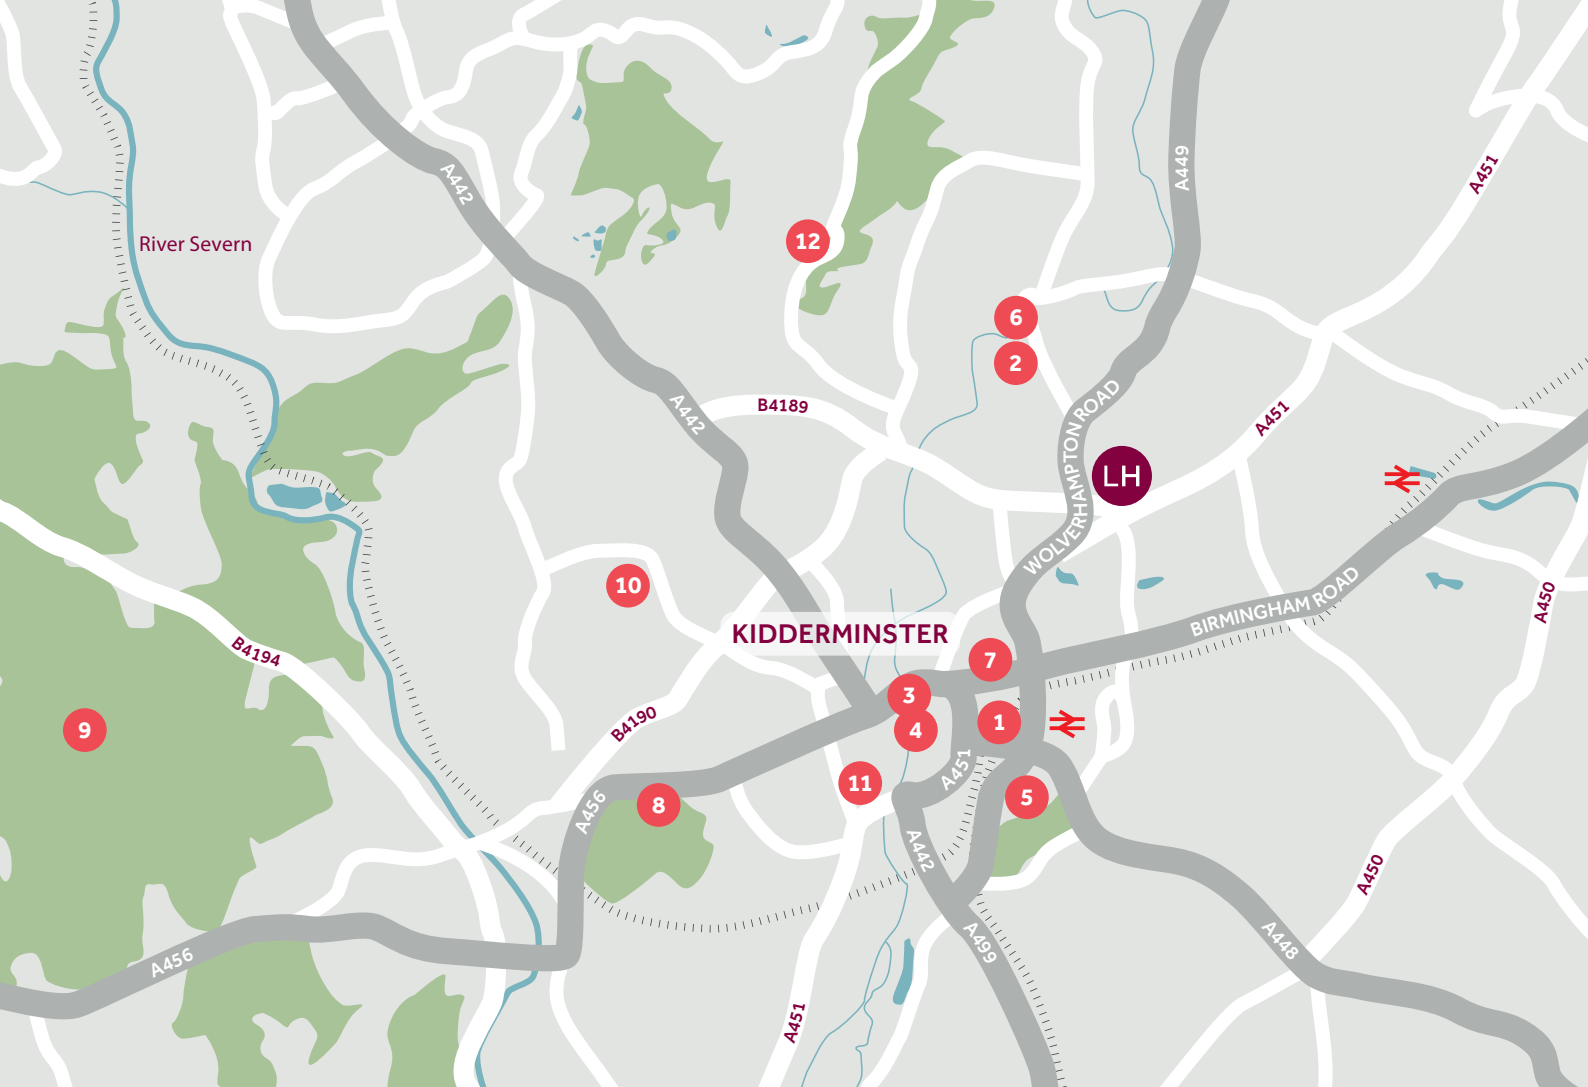 A442
A449
A451
River Severn
12
6
2
A442
B4189
WOLVERHAMPTON ROAD
A451
LH
10
KIDDERMINSTER
BIRMINGHAM ROAD
A450
B4194
7
3
B4190
9
4
1
A451
11
5
A456
8
A442
A450
A456
A499
A448
A451